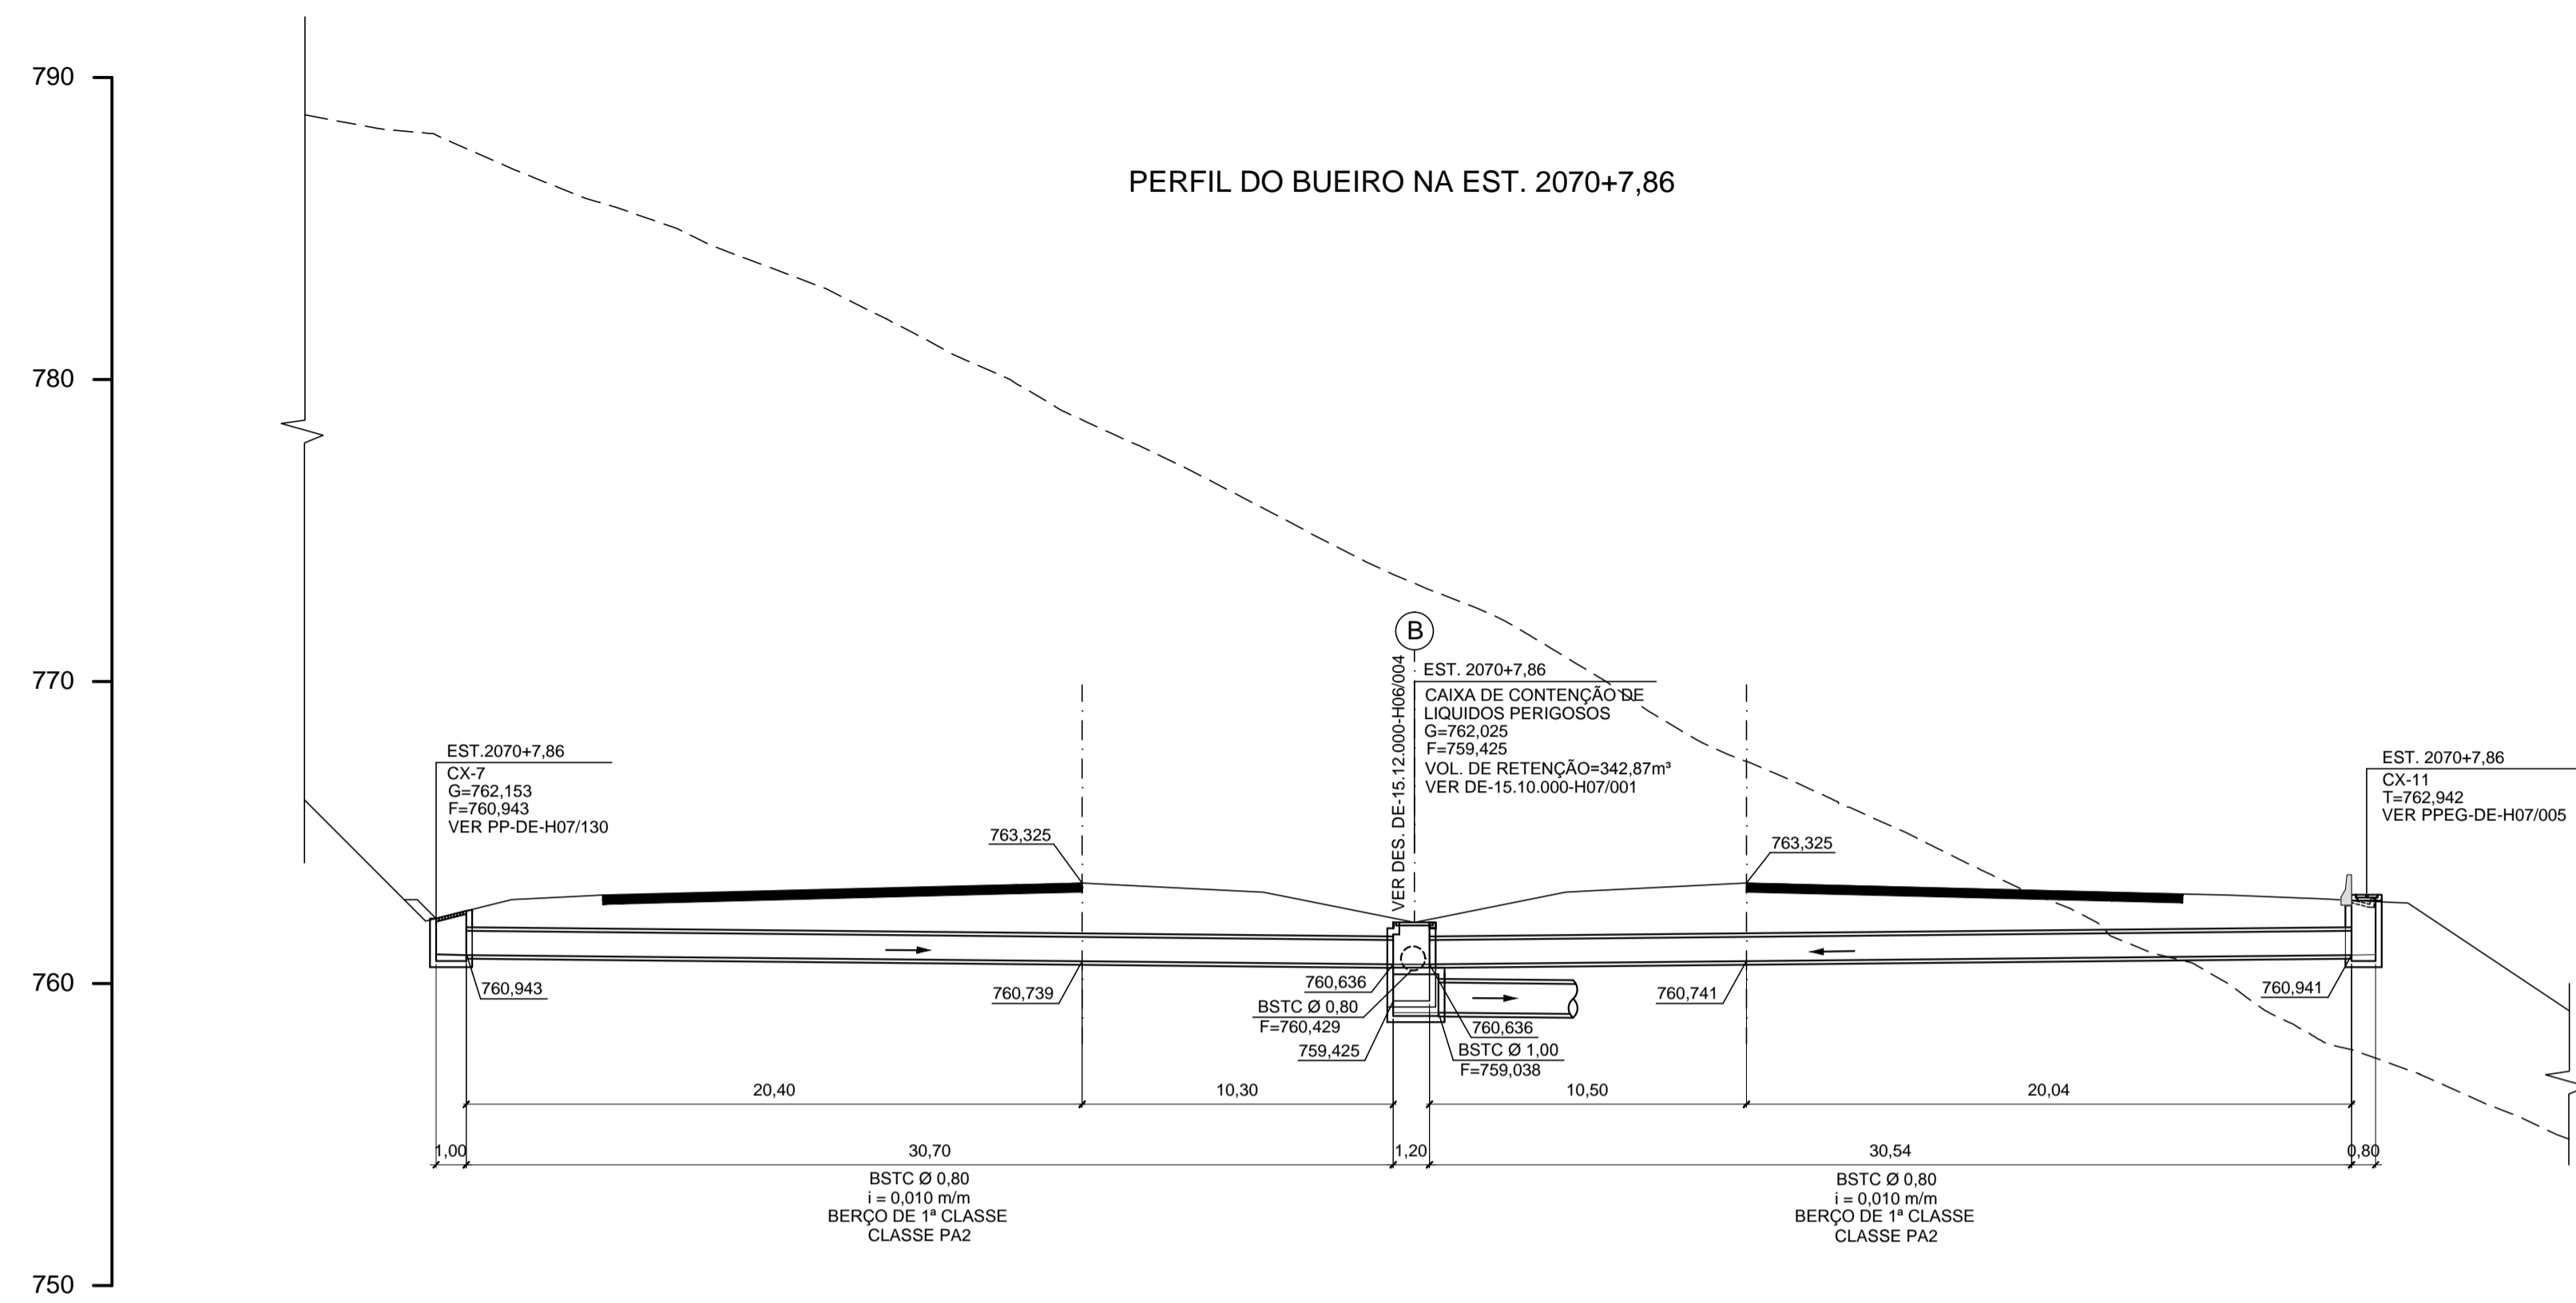 790
PERFIL DO BUEIRO NA EST. 2070+7,86
780
770
B
VER DES. DE-15.12.000-H06/004
EST. 2070+7,86
CAIXA DE CONTENÇÃO DE
LIQUIDOS PERIGOSOS
G=762,025
F=759,425
VOL. DE RETENÇÃO=342,87m³
VER DE-15.10.000-H07/001
EST.2070+7,86
CX-7
G=762,153
F=760,943
VER PP-DE-H07/130
EST. 2070+7,86
CX-11
T=762,942
VER PPEG-DE-H07/005
763,325
763,325
760
760,943
760,739
760,636
BSTC Ø 0,80
F=760,429
759,425
760,636
BSTC Ø 1,00
F=759,038
760,741
760,941
20,40
10,30
10,50
20,04
1,00
30,70
1,20
30,54
0,80
BSTC Ø 0,80
i = 0,010 m/m
BERÇO DE 1ª CLASSE
CLASSE PA2
BSTC Ø 0,80
i = 0,010 m/m
BERÇO DE 1ª CLASSE
CLASSE PA2
750